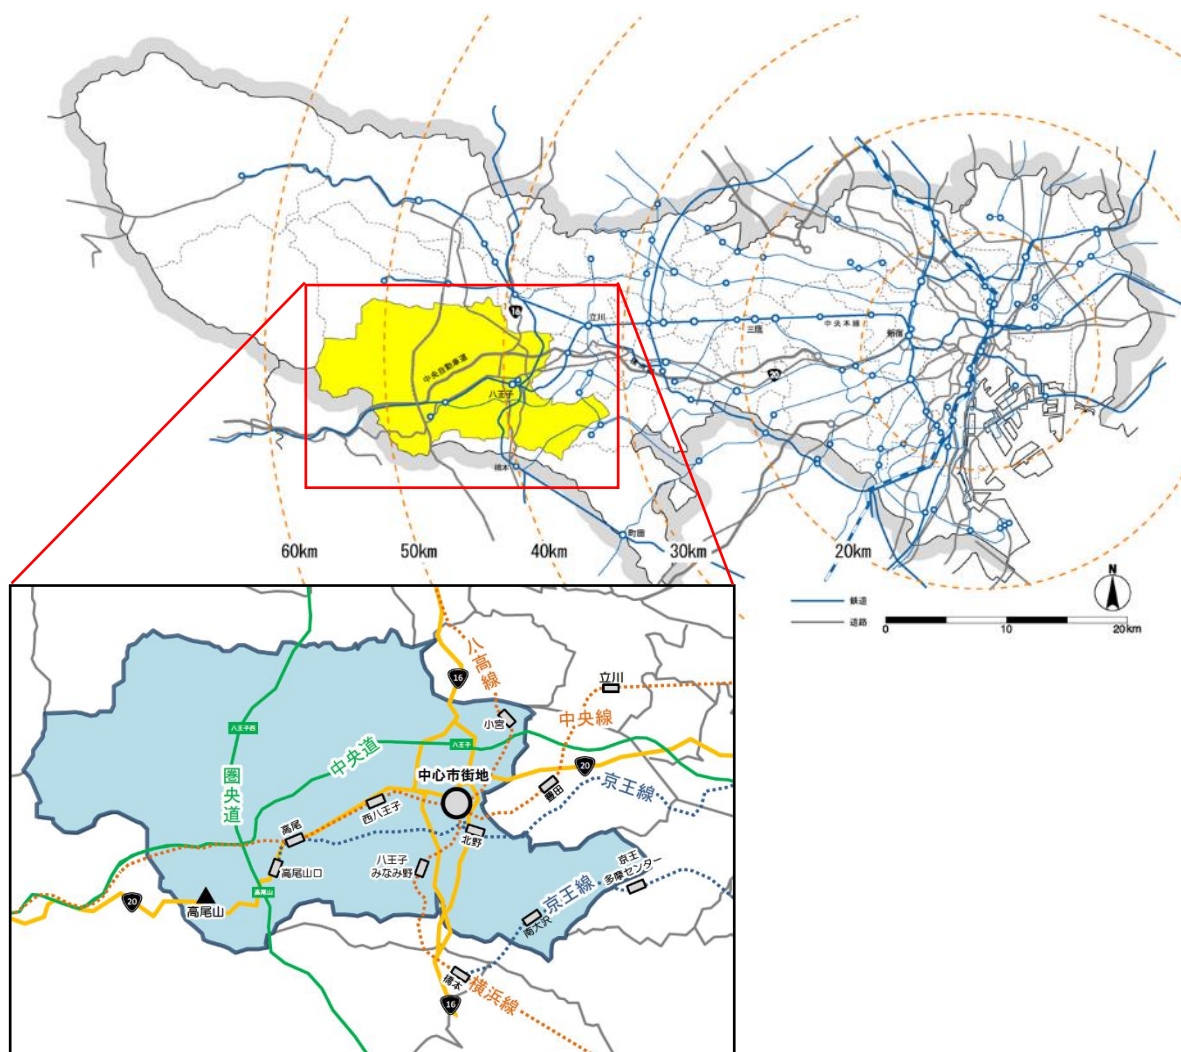 16
立川
三鷹
中央本線
新宿
中央自動車道
20
八王子
橋本
町田
60km
50km
40km
30km
20km
N
鉄道
道路
0
10
20km
八高線
16
立川
小宮
中央線
八王子西
中央道
八王子
20
圏央道
中心市街地
京王線
豊田
西八王子
高尾
北野
高尾山口
八王子
みなみ野
京王
多摩センター
高尾山
京王線
20
高尾山
南大沢
橋本
横浜線
16